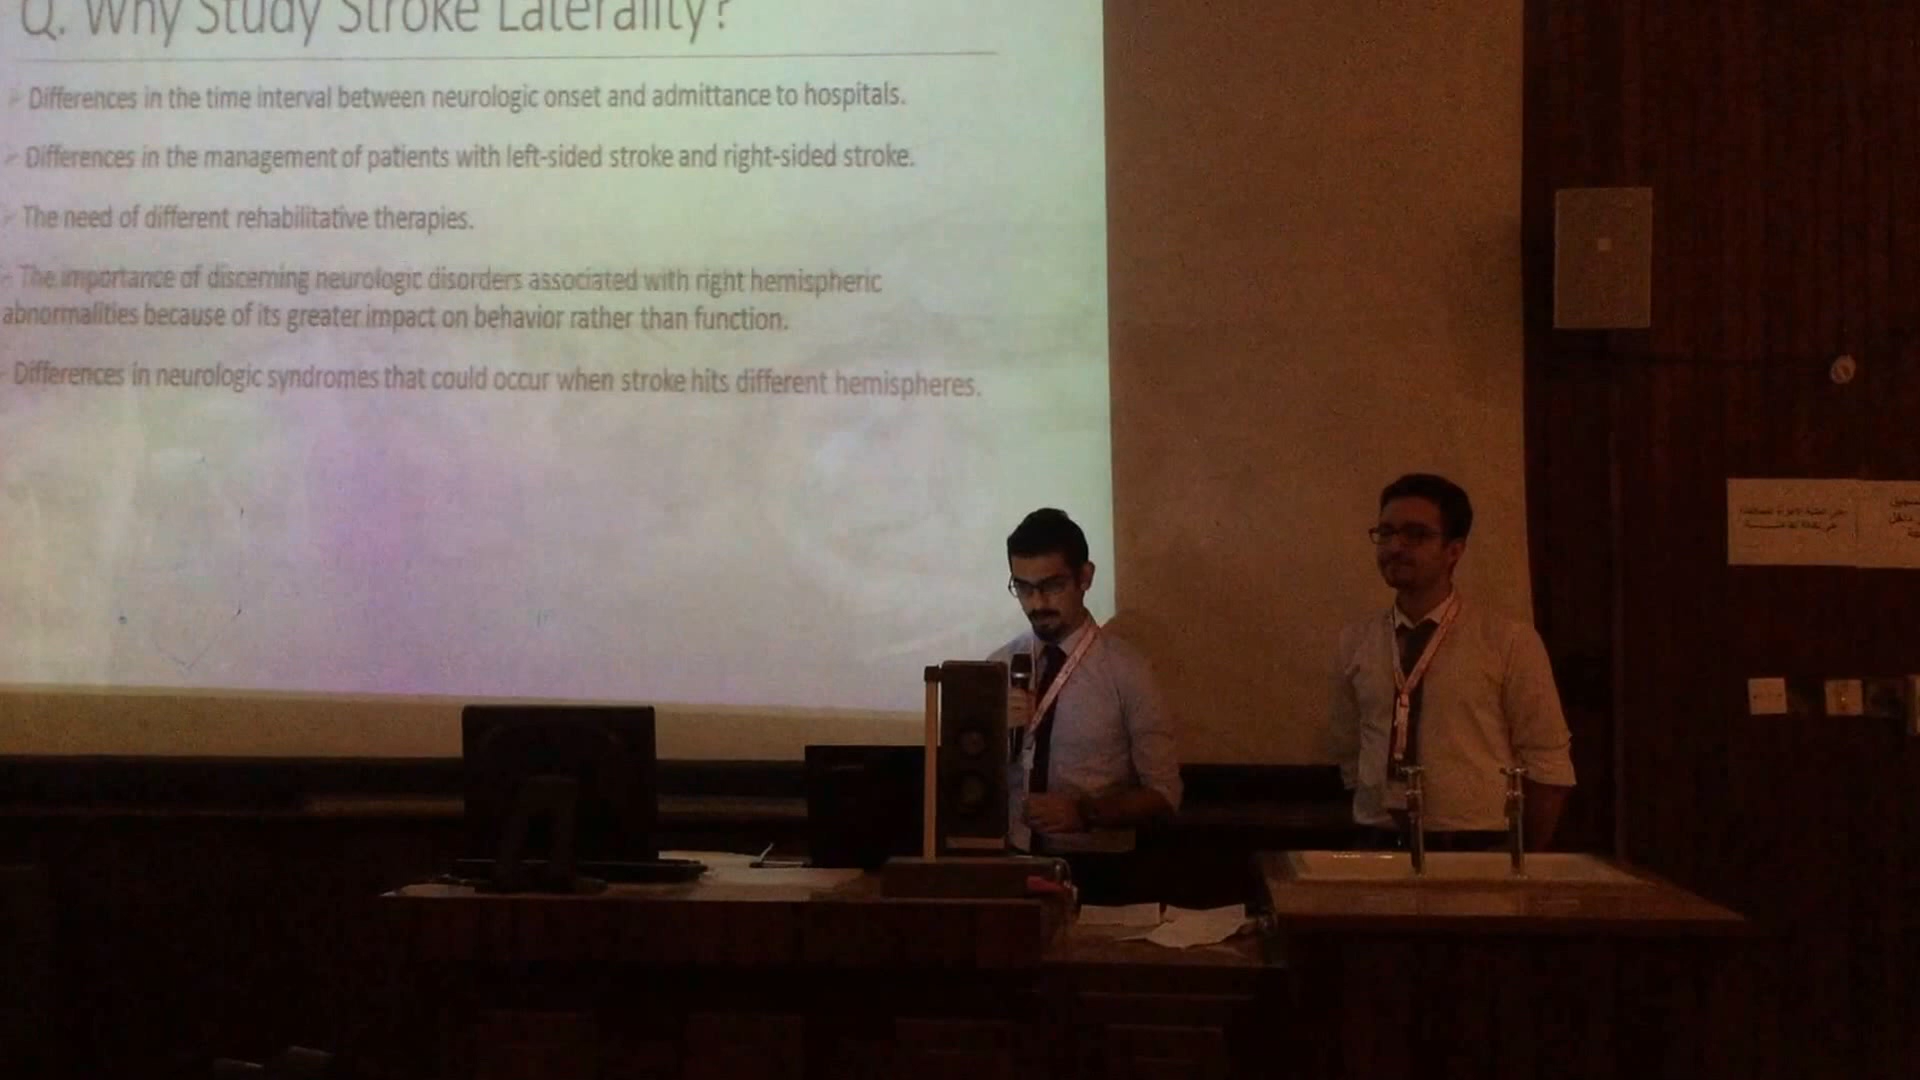 Q. Why Study Stroke Laterality?
Differences in the time interval between neurologic onset and admittance to hospitals.
Differences in the management of patients with left-sided stroke and right-sided stroke.
The need of different rehabilitative therapies.
The importance of discerning neurologic disorders associated with right hemispheric
abnormalities because of its greater impact on behavior rather than function.
Differences in neurologic syndromes that could occur when stroke hits different hemispheres.